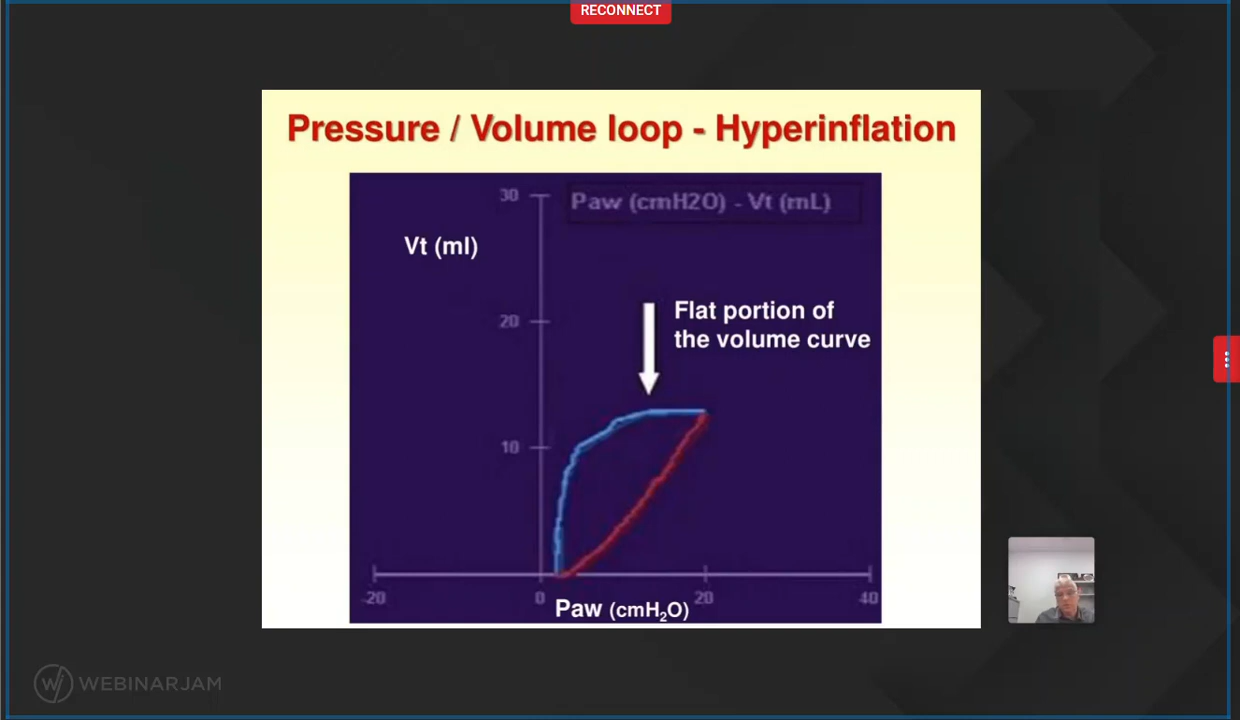 RECONNECT
Pressure / Volume loop - Hyperinflation
30
Paw (cmH2O) - Vt (mL)
Vt (ml)
Flat portion of
20
the volume curve
10
-20
0
Paw (cmH₂O)
20
40
WEBINARJAM